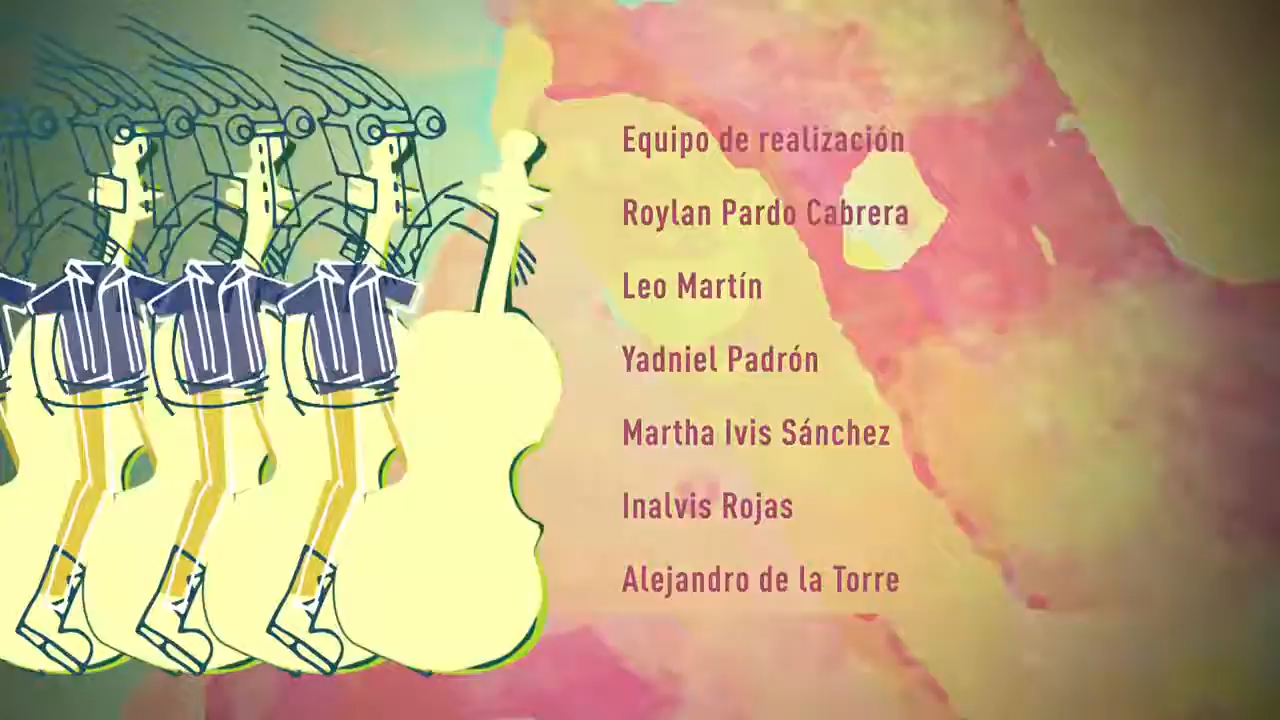 Equipo de realización
Roylan Pardo Cabrera
Leo Martín
Yadniel Padrón
Martha Ivis Sánchez
Inalvis Rojas
Alejandro de la Torre